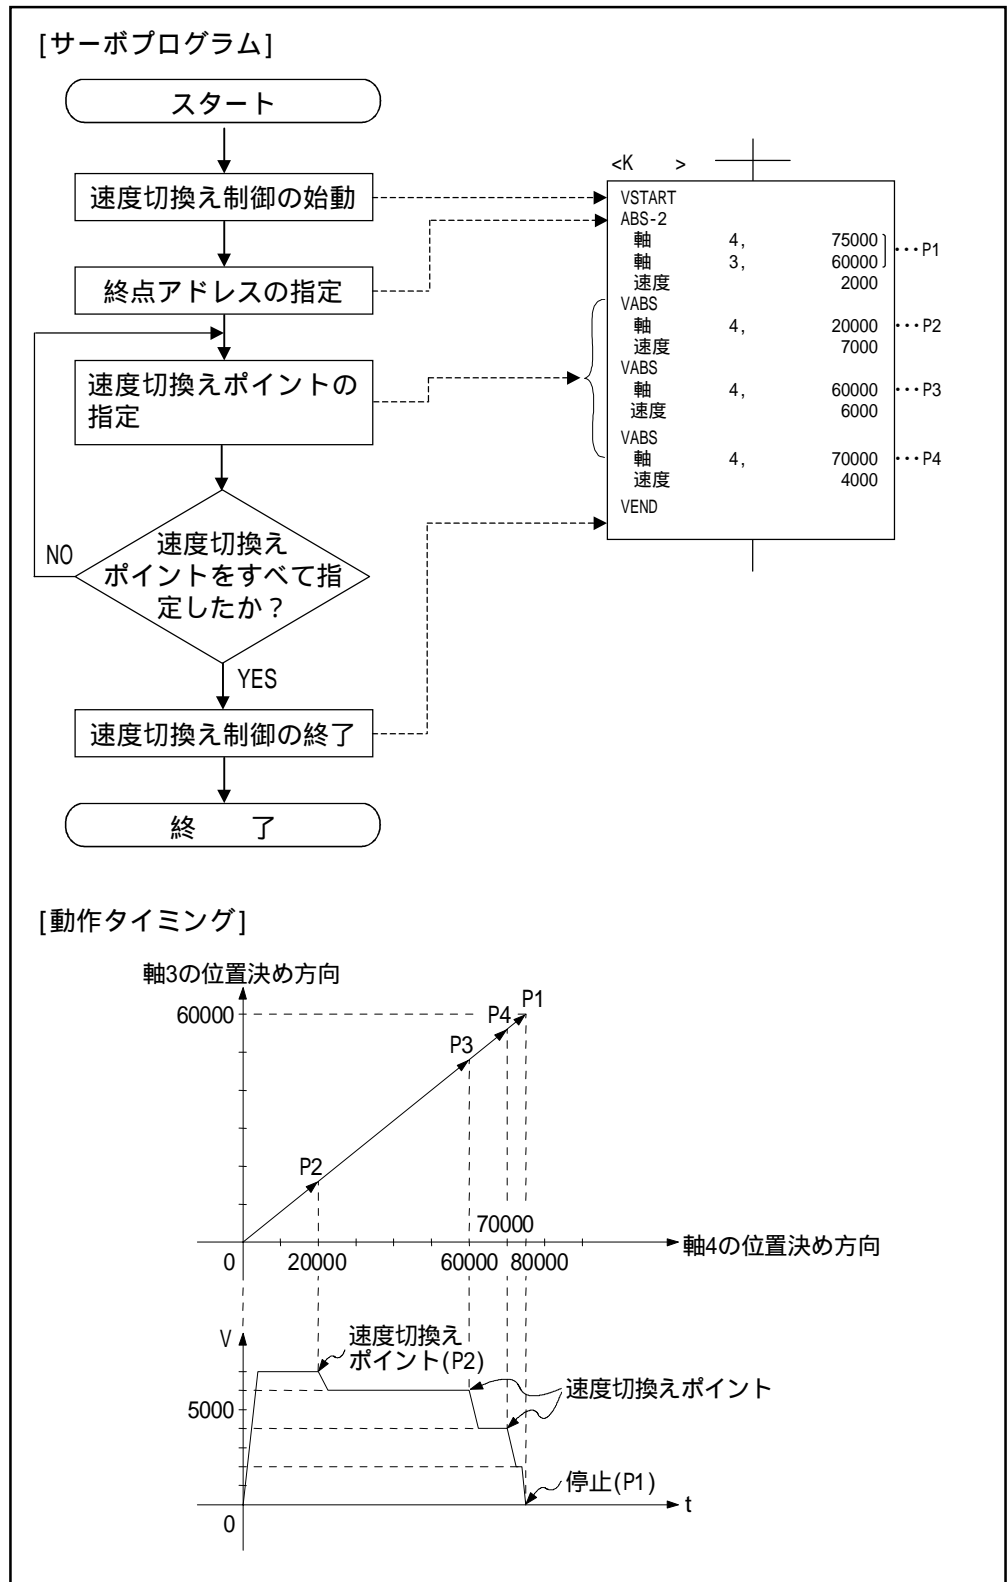 [サーボプログラム]
スタート
速度切換え制御の始動
終点アドレスの指定
速度切換えポイントの
指定
NO
速度切換え
ポイントをすべて指
定したか？
YES
速度切換え制御の終了
終 了
<K >
VSTART
ABS-2
軸 4, 75000
軸 3, 60000
･･･P1
速度 2000
VABS
軸 4, 20000 ･･･P2
速度 7000
VABS
軸 4, 60000 ･･･P3
速度 6000
VABS
軸 4, 70000 ･･･P4
速度 4000
VEND
[動作タイミング]
軸3の位置決め方向
60000
P4 P1
P3
P2
70000
0 20000 60000 80000
軸4の位置決め方向
V
速度切換え
ポイント(P2)
速度切換えポイント
5000
停止(P1)
t
0